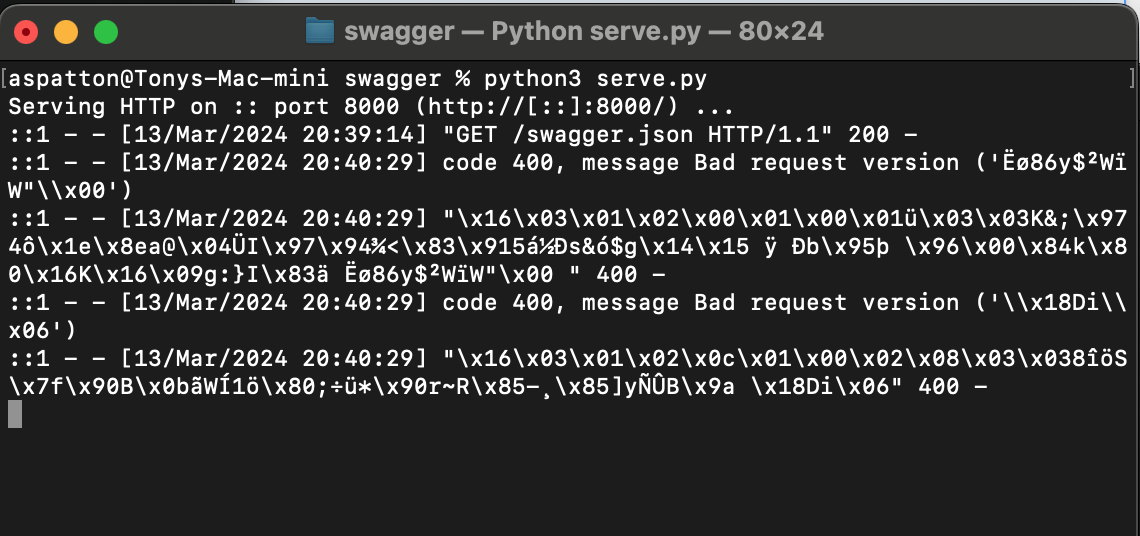 swagger — Python serve.py — 80×24
[aspatton@Tonys-Mac-mini swagger % python3 serve.py ]
Serving HTTP on :: port 8000 (http://[::]:8000/) ...
::1 - - [13/Mar/2024 20:39:14] "GET /swagger.json HTTP/1.1" 200 -
::1 - - [13/Mar/2024 20:40:29] code 400, message Bad request version ('Ëø86y$²Wï
W"\\x00')
::1 - - [13/Mar/2024 20:40:29] "\x16\x03\x01\x02\x00\x01\x00\x01ü\x03\x03K&;\x97
4ô\x1e\x8ea@\x04ÜI\x97\x94¾<\x83\x915á½Ðs&ó$g\x14\x15 ÿ Ðb\x95þ \x96\x00\x84k\x8
0\x16K\x16\x09g:}I\x83ä Ëø86y$²WïW"\x00 " 400 -
::1 - - [13/Mar/2024 20:40:29] code 400, message Bad request version ('\\x18Di\\
x06')
::1 - - [13/Mar/2024 20:40:29] "\x16\x03\x01\x02\x0c\x01\x00\x02\x08\x03\x038îöS
\x7f\x90B\x0bãWÍ1ö\x80;÷ü*\x90r~R\x85-¸\x85]yÑÛB\x9a \x18Di\x06" 400 -